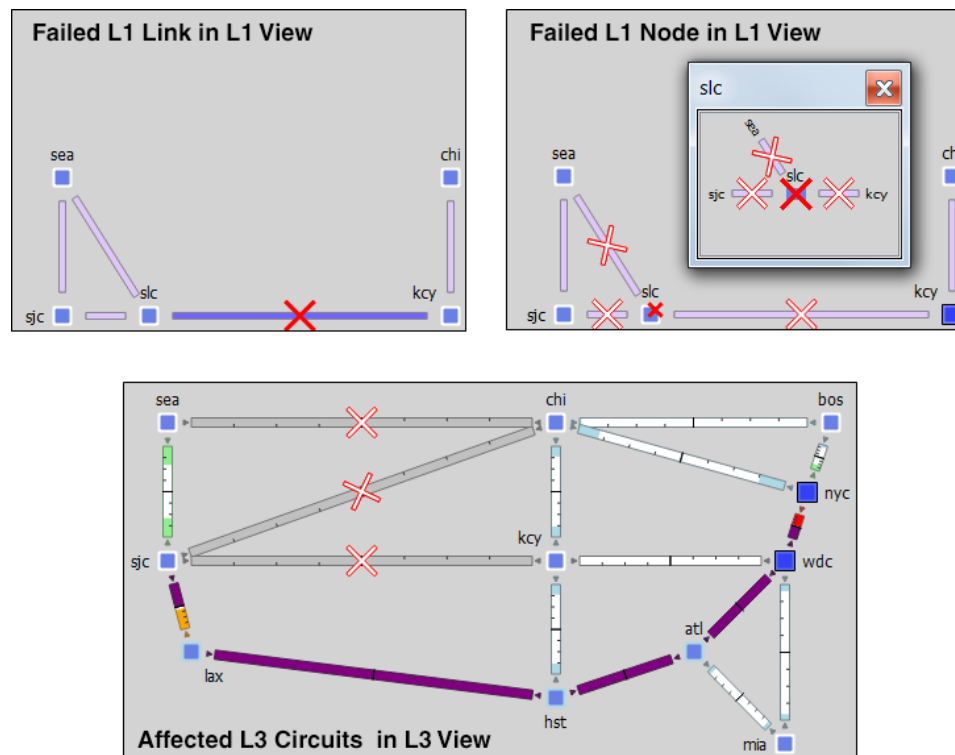 Failed L1 Link in L1 View
sea
chi
slc
kcy
sjc
Failed L1 Node in L1 View
slc
sea
slc
sjc
kcy
sea
ch
slc
kcy
sjc
sea
chi
bos
nyc
sjc
kcy
wdc
atl
lax
hst
mia
Affected L3 Circuits in L3 View